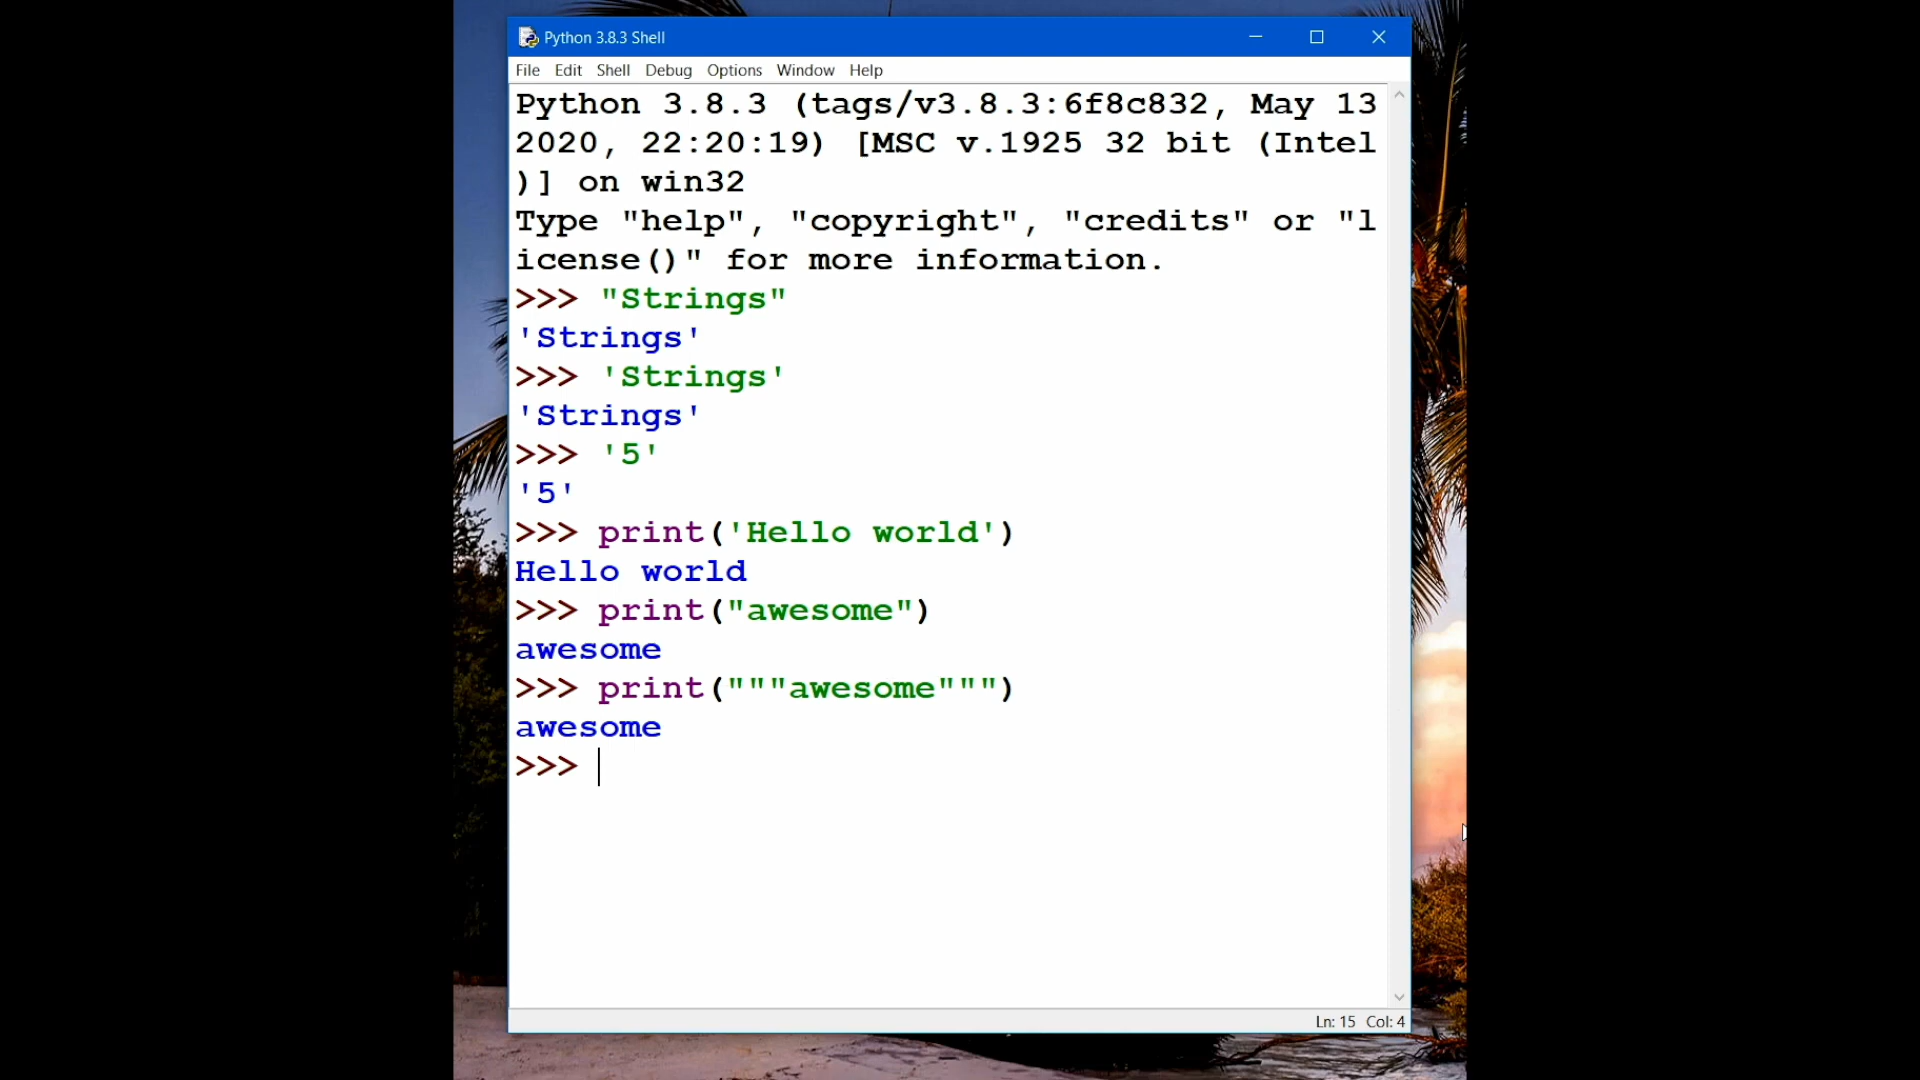 Python 3.8.3 Shell
File Edit Shell Debug Options Window Help
Python 3.8.3 (tags/v3.8.3:6f8c832, May 13
2020, 22:20:19) [MSC v.1925 32 bit (Intel
)] on win32
Type "help", "copyright", "credits" or "l
icense()" for more information.
>>> "Strings"
'Strings'
>>> 'Strings'
'Strings'
>>> '5'
'5'
>>> print('Hello world')
Hello world
>>> print("awesome")
awesome
>>> print("""awesome""")
awesome
>>>
Ln: 15 Col: 4